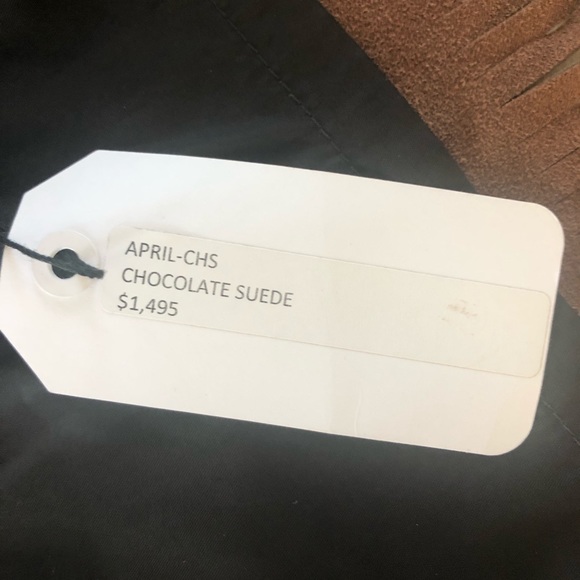 APRIL-CHS
CHOCOLATE SUEDE
$1,495